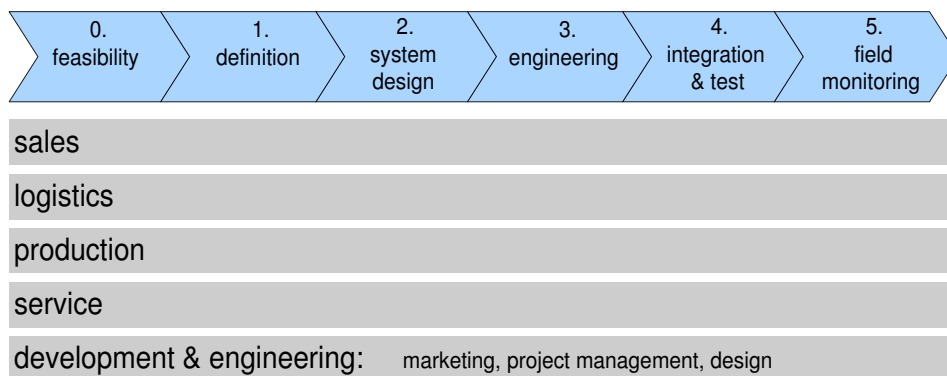 0.
feasibility
1.
definition
2.
system
design
3.
engineering
4.
integration
& test
5.
field
monitoring
sales
logistics
production
service
development & engineering: marketing, project management, design